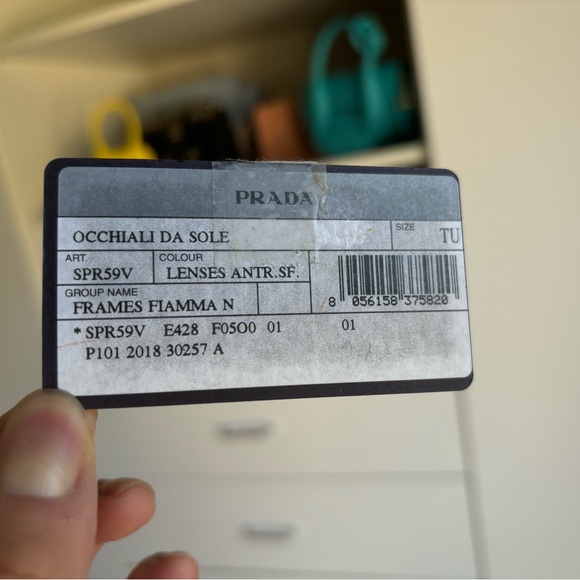 PRADA
OCCHIALI DA SOLE SIZE TU
ART. COLOUR
SPR59V LENSES ANTR.SF.
GROUP NAME
FRAMES FIAMMA N
8 056158 375820
* SPR59V E428 F05O0 01 01
P101 2018 30257 A